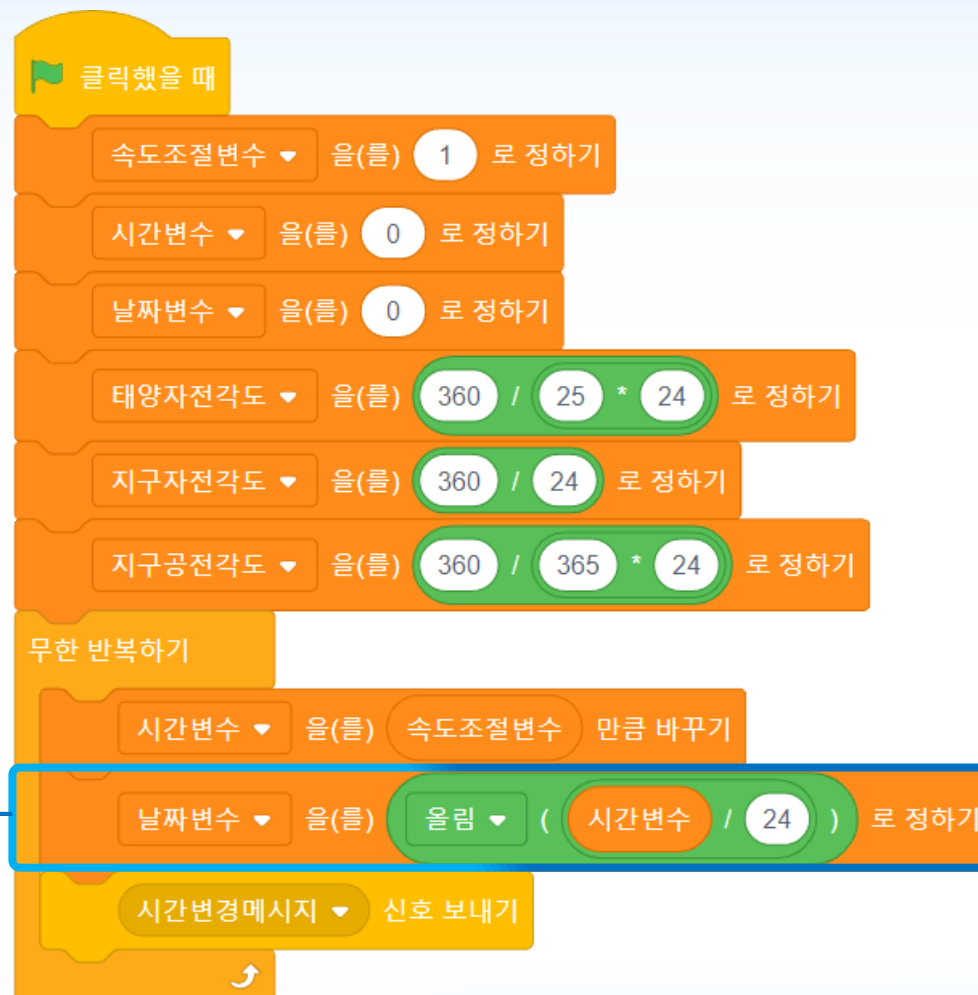 클릭했을 때
속도조절변수 을(를) 1 로 정하기
시간변수 을(를) 0 로 정하기
날짜변수 을(를) 0 로 정하기
태양자전각도 을(를) 360 / 25 * 24 로 정하기
지구자전각도 을(를) 360 / 24 로 정하기
지구공전각도 을(를) 360 / 365 * 24 로 정하기
무한 반복하기
시간변수 을(를) 속도조절변수 만큼 바꾸기
날짜변수 을(를) 올림 ( 시간변수 / 24 ) 로 정하기
시간변경메시지 신호 보내기